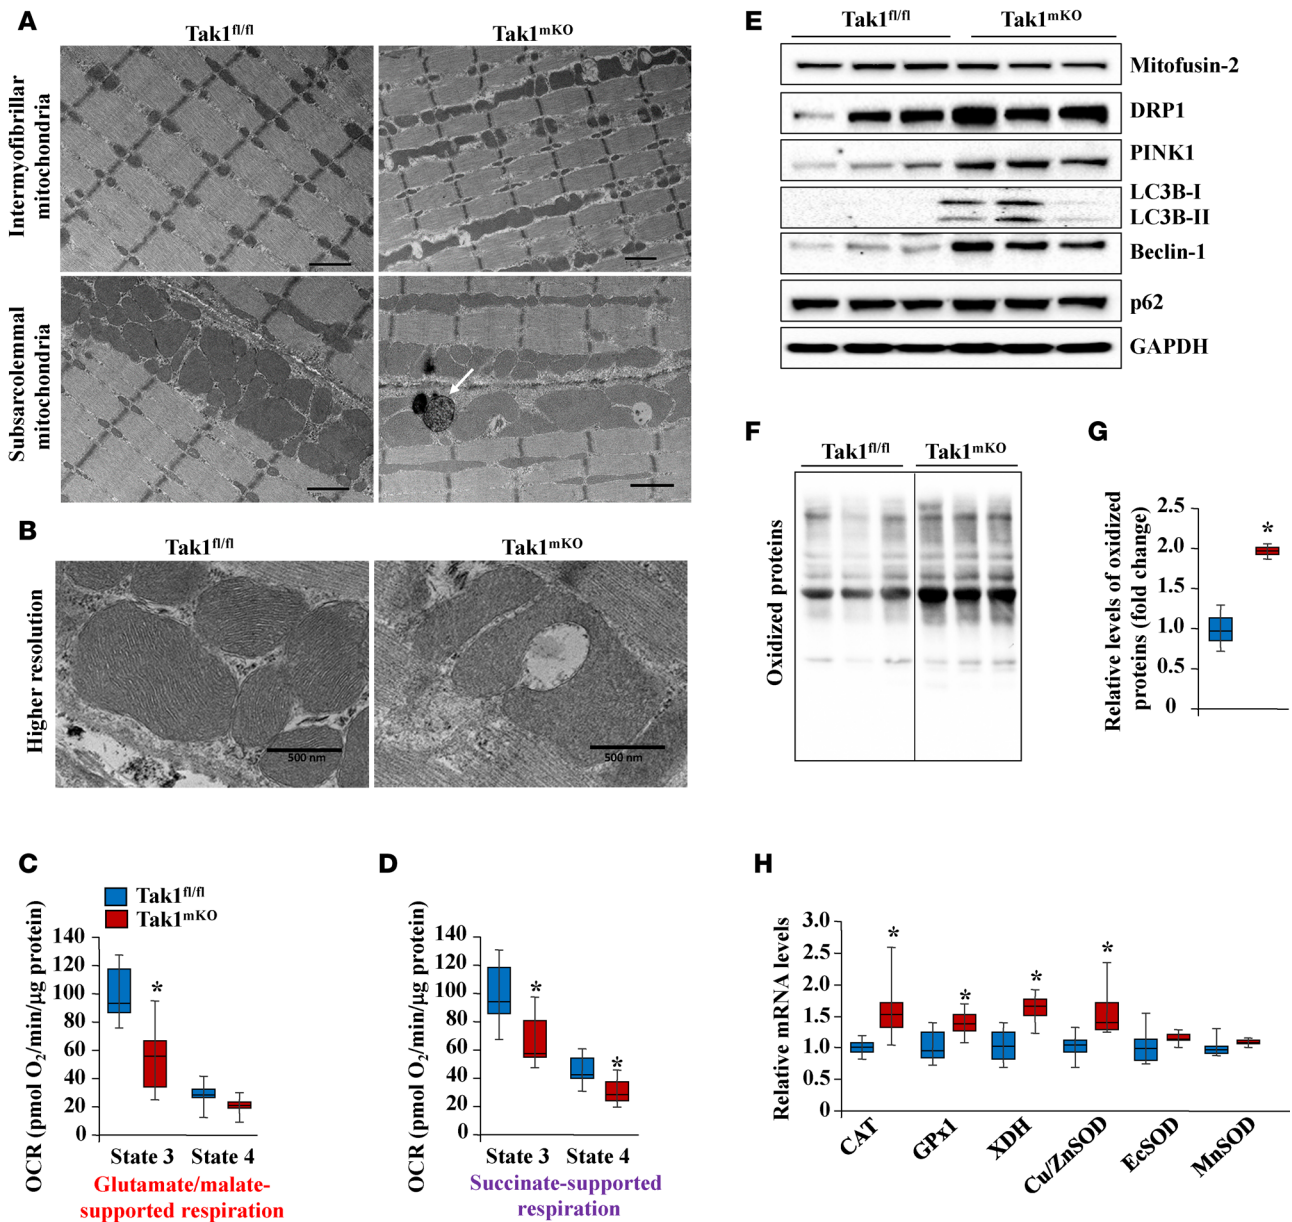 A
Tak1fl/fl
Tak1mKO
Intermyofibrillar
mitochondria
Subsarcolemmal
mitochondria
B
Tak1fl/fl
Tak1mKO
Higher resolution
500 nm
500 nm
C
Tak1fl/fl
Tak1mKO
OCR (pmol O2/min/μg protein)
140
120
100
80
60
40
20
0
*
State 3
State 4
Glutamate/malate-
supported respiration
D
OCR (pmol O2/min/μg protein)
140
120
100
80
60
40
20
0
*
*
State 3
State 4
Succinate-supported
respiration
E
Tak1fl/fl
Tak1mKO
Mitofusin-2
DRP1
PINK1
LC3B-I
LC3B-II
Beclin-1
p62
GAPDH
F
Tak1fl/fl
Tak1mKO
Oxidized proteins
G
Relative levels of oxidized
proteins (fold change)
2.5
2.0
1.5
1.0
0.5
0
*
H
Relative mRNA levels
3.0
2.5
2.0
1.5
1.0
0.5
0
*
*
*
*
CAT
GPx1
XDH
Cu/ZnSOD
EcSOD
MnSOD